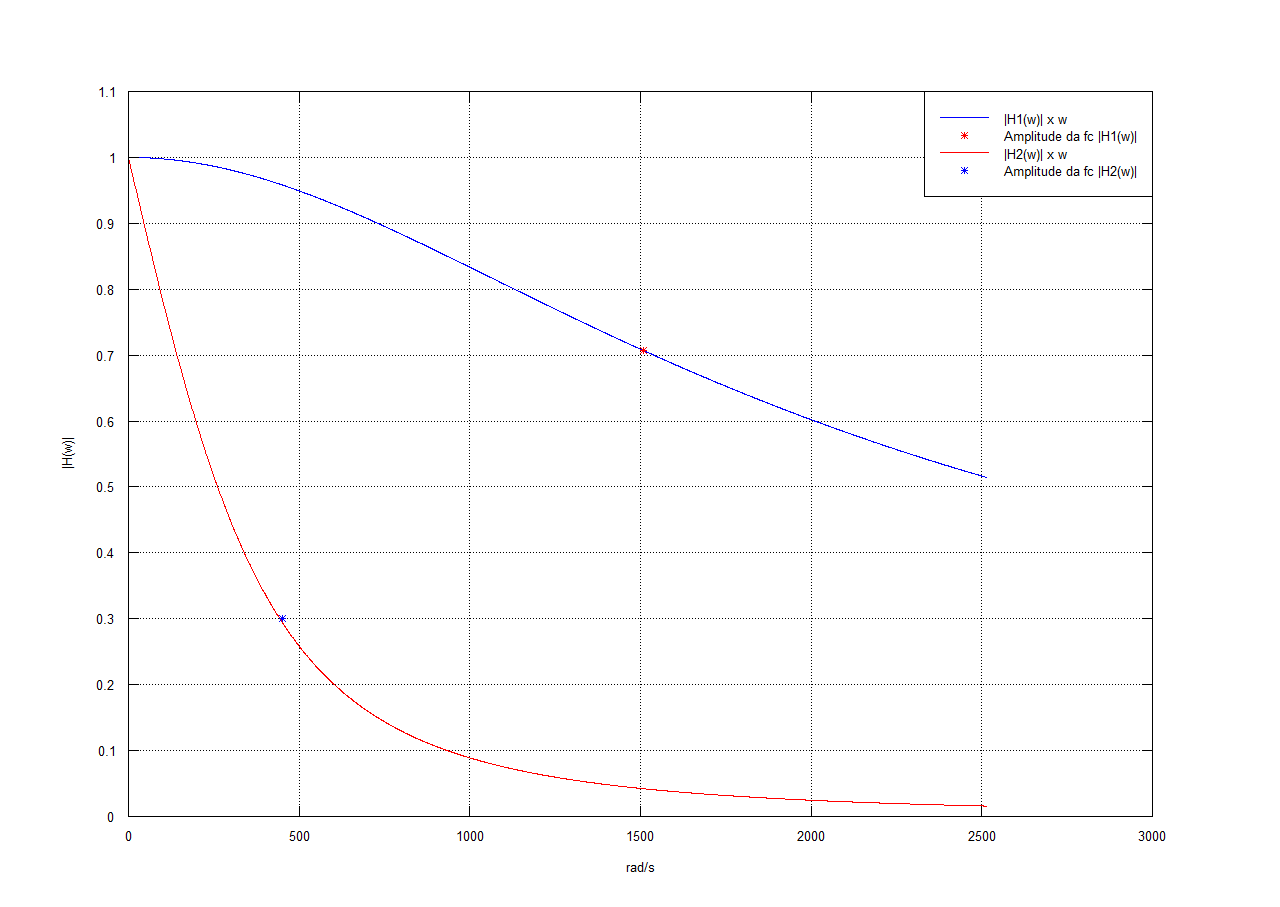 1.1
1
0.9
0.8
0.7
0.6
0.5
0.4
0.3
0.2
0.1
0
|H(w)|
|H1(w)| x w
Amplitude da fc |H1(w)|
|H2(w)| x w
Amplitude da fc |H2(w)|
0 500 1000 1500 2000 2500 3000
rad/s